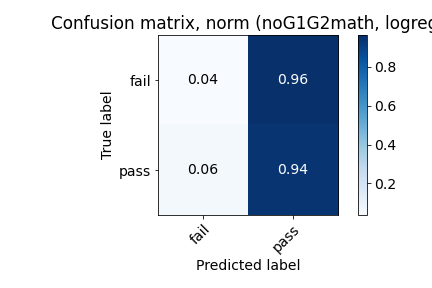 Confusion matrix, norm (noG1G2math, logreg
fail 0.04 0.96
pass 0.06 0.94
fail pass
True label
Predicted label
0.8
0.6
0.4
0.2